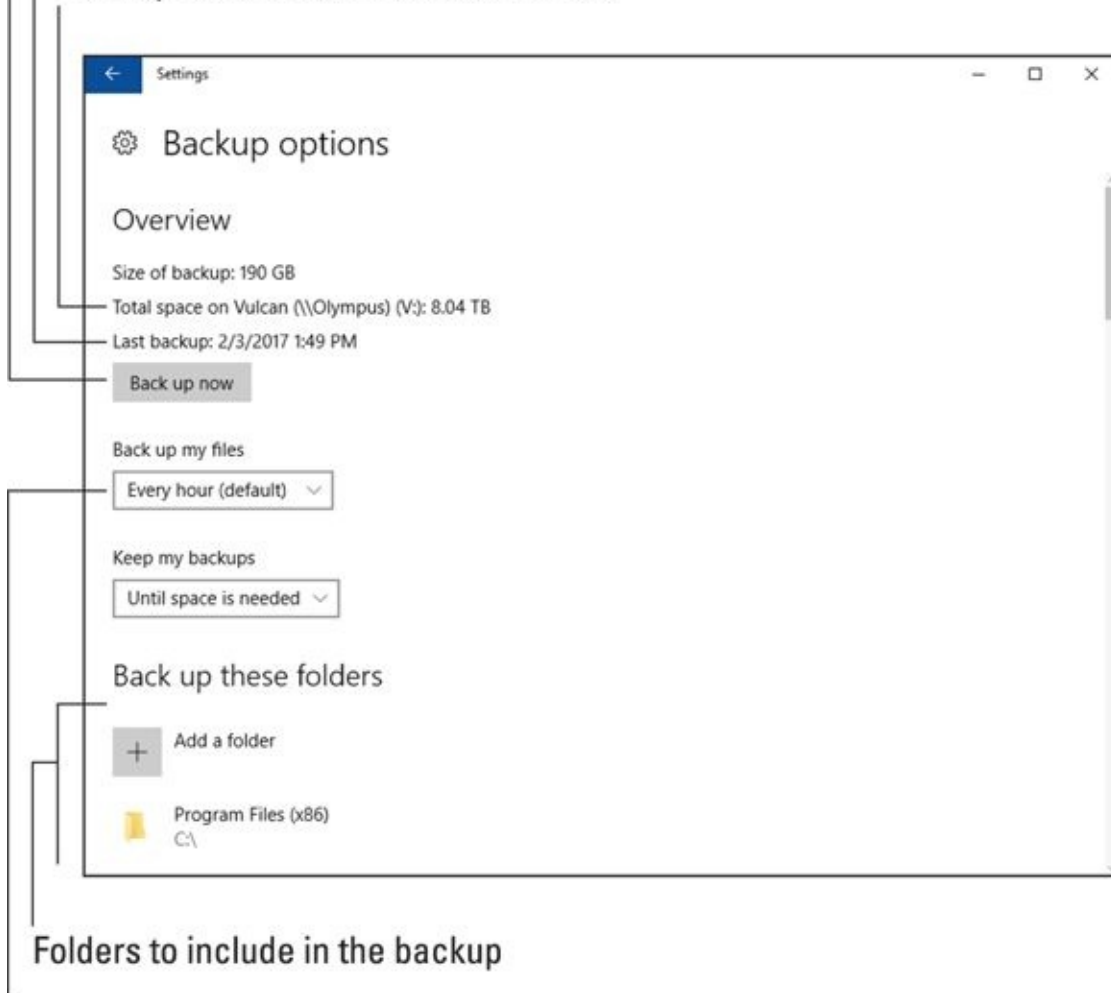 Settings
Backup options
Overview
Size of backup: 190 GB
Total space on Vulcan (\\Olympus) (V:): 8.04 TB
Last backup: 2/3/2017 1:49 PM
Back up now
Back up my files
Every hour (default)
Keep my backups
Until space is needed
Back up these folders
Add a folder
Program Files (x86)
C:\
Folders to include in the backup